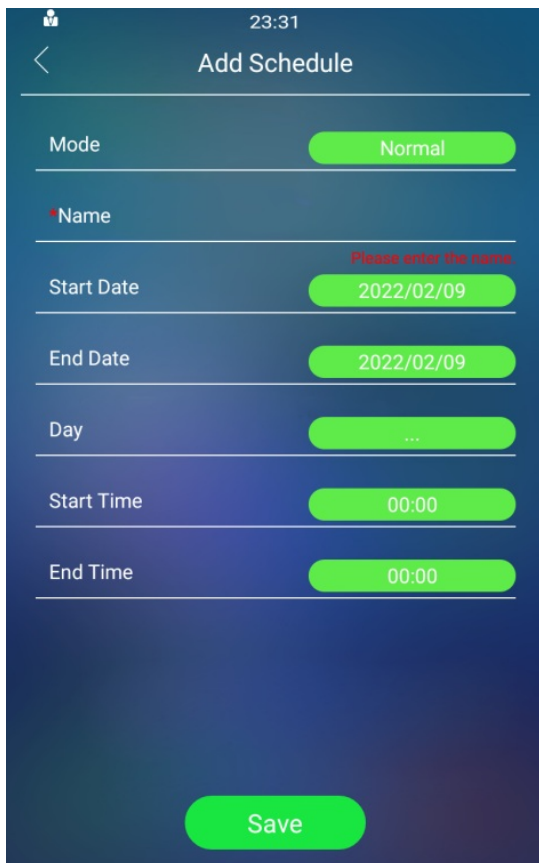 23:31
Add Schedule
Mode Normal
*Name
Please enter the name.
Start Date 2022/02/09
End Date 2022/02/09
Day ...
Start Time 00:00
End Time 00:00
Save